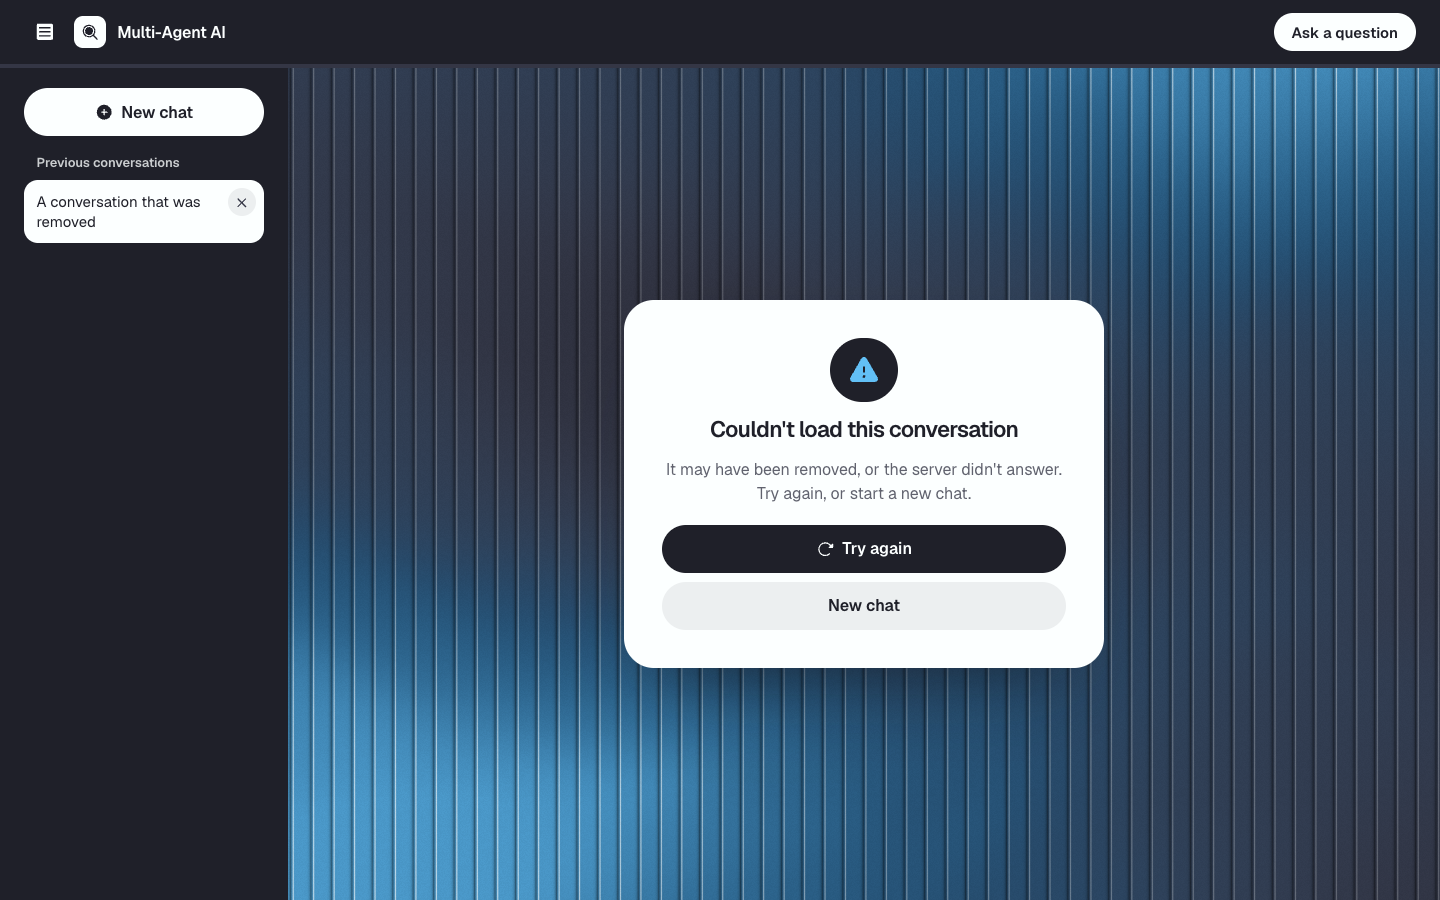 Multi-Agent AI
Ask a question
New chat
Previous conversations
A conversation that was
removed
Couldn't load this conversation
It may have been removed, or the server didn't answer.
Try again, or start a new chat.
Try again
New chat